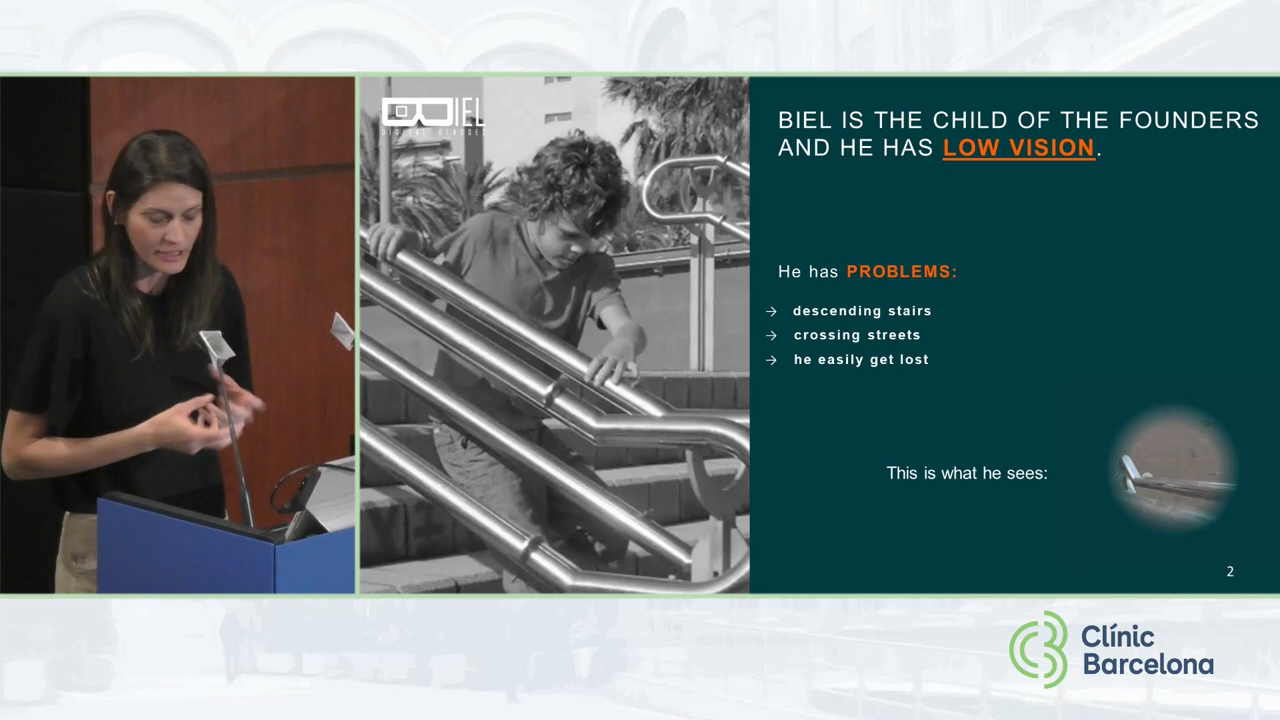 BIEL
DIGITAL GLASSES
BIEL IS THE CHILD OF THE FOUNDERS
AND HE HAS LOW VISION.
He has PROBLEMS:
→ descending stairs
→ crossing streets
→ he easily get lost
This is what he sees:
2
Clínic
Barcelona